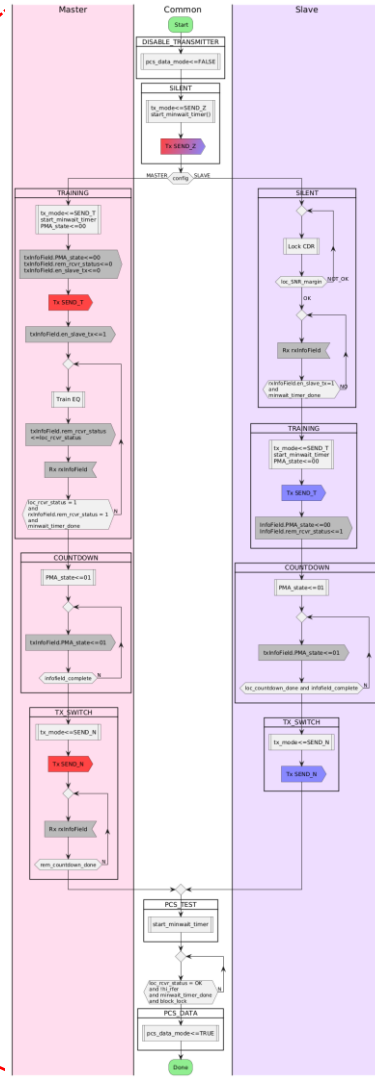 Master
Common
Slave
Start
DISABLE_TRANSMITTER
pcs_data_mode<=FALSE
SILENT
tx_mode<=SEND_Z
start_minwait_timer()
Tx SEND_Z
MASTER
config
SLAVE
TRAINING
tx_mode<=SEND_T
start_minwait_timer
PMA_state<=00
txInfoField.PMA_state<=00
txInfoField.rem_rcvr_status<=0
txInfoField.en_slave_tx<=0
Tx SEND_T
txInfoField.en_slave_tx<=1
Train EQ
txInfoField.rem_rcvr_status
<=loc_rcvr_status
Rx rxInfoField
loc_rcvr_status = 1
and
rxInfoField.rem_rcvr_status = 1
and
minwait_timer_done
N
COUNTDOWN
PMA_state<=01
txInfoField.PMA_state<=01
infofield_complete
N
TX_SWITCH
tx_mode<=SEND_N
Tx SEND_N
Rx rxInfoField
rem_countdown_done
N
SILENT
Lock CDR
loc_SNR_margin
NOT_OK
OK
Rx rxInfoField
rxInfoField.en_slave_tx=1
and
minwait_timer_done
NO
TRAINING
tx_mode<=SEND_T
start_minwait_timer
PMA_state<=00
Tx SEND_T
InfoField.PMA_state<=00
InfoField.rem_rcvr_status<=1
COUNTDOWN
PMA_state<=01
txInfoField.PMA_state<=01
loc_countdown_done and infofield_complete
N
TX_SWITCH
tx_mode<=SEND_N
Tx SEND_N
PCS_TEST
start_minwait_timer
loc_rcvr_status = OK
and !hi_rfer
and minwait_timer_done
and block_lock
N
PCS_DATA
pcs_data_mode<=TRUE
Done